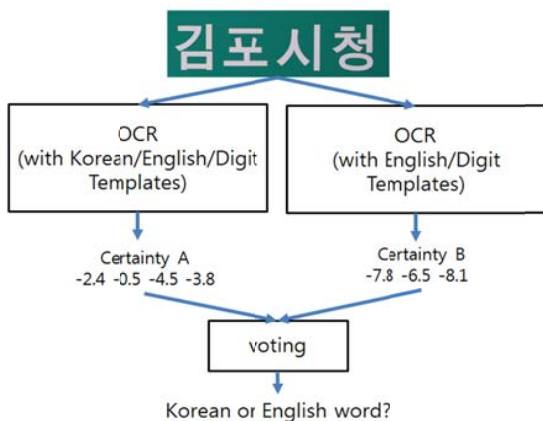 김포시청
OCR
(with Korean/English/Digit
Templates)
OCR
(with English/Digit
Templates)
Certainty A
-2.4 -0.5 -4.5 -3.8
Certainty B
-7.8 -6.5 -8.1
voting
Korean or English word?